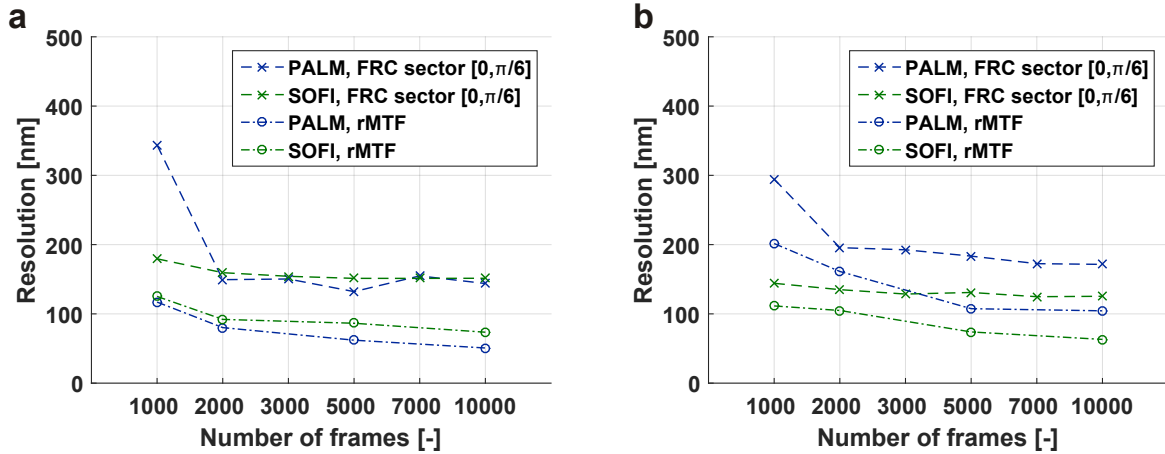 a
500
400
300
200
100
0
Resolution [nm]
PALM, FRC sector [0,π/6]
SOFI, FRC sector [0,π/6]
PALM, rMTF
SOFI, rMTF
1000 2000 3000 5000 7000 10000
Number of frames [-]
b
500
400
300
200
100
0
Resolution [nm]
PALM, FRC sector [0,π/6]
SOFI, FRC sector [0,π/6]
PALM, rMTF
SOFI, rMTF
1000 2000 3000 5000 7000 10000
Number of frames [-]